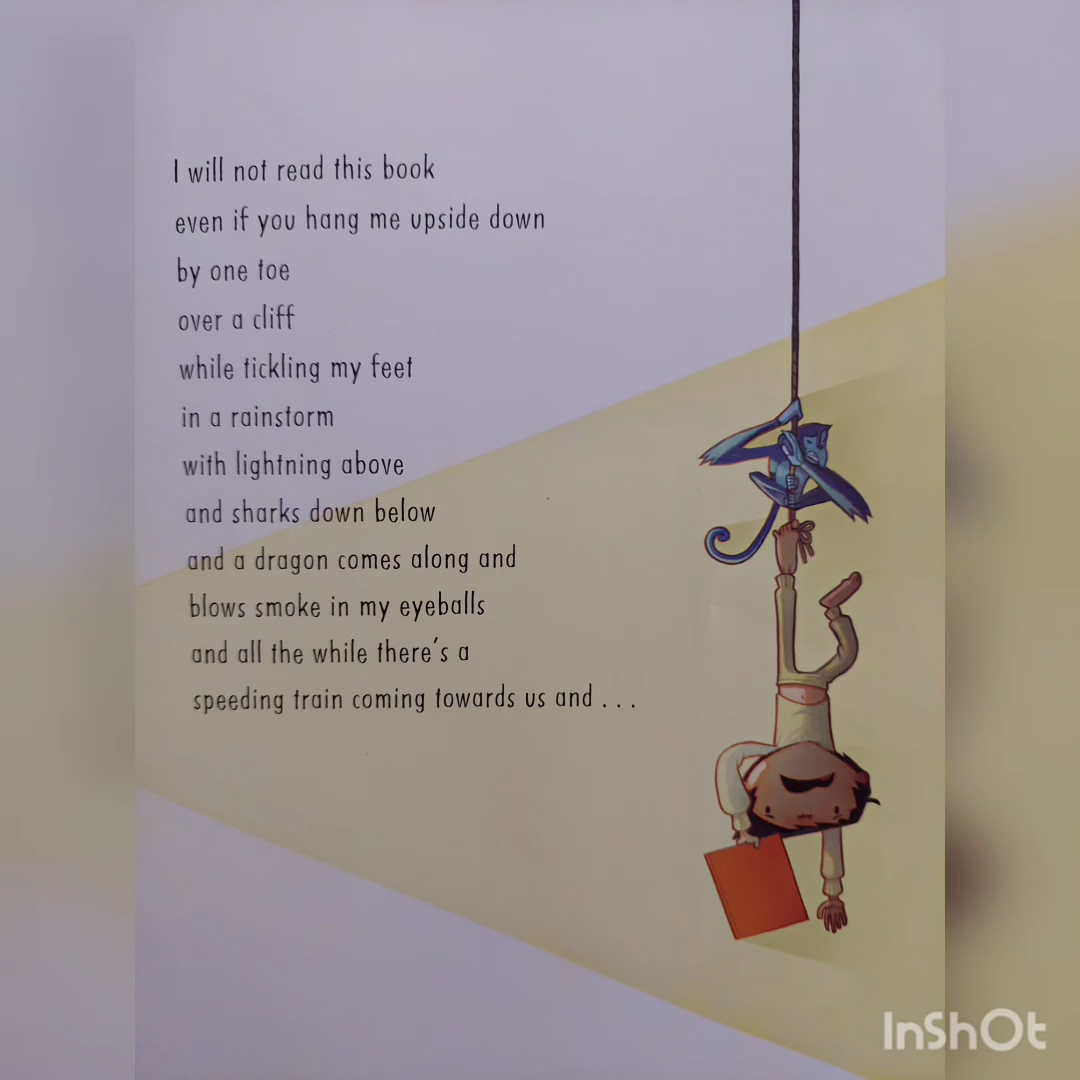 I will not read this book
even if you hang me upside down
by one toe
over a cliff
while tickling my feet
in a rainstorm
with lightning above
and sharks down below
and a dragon comes along and
blows smoke in my eyeballs
and all the while there's a
speeding train coming towards us and . . .
InShOt